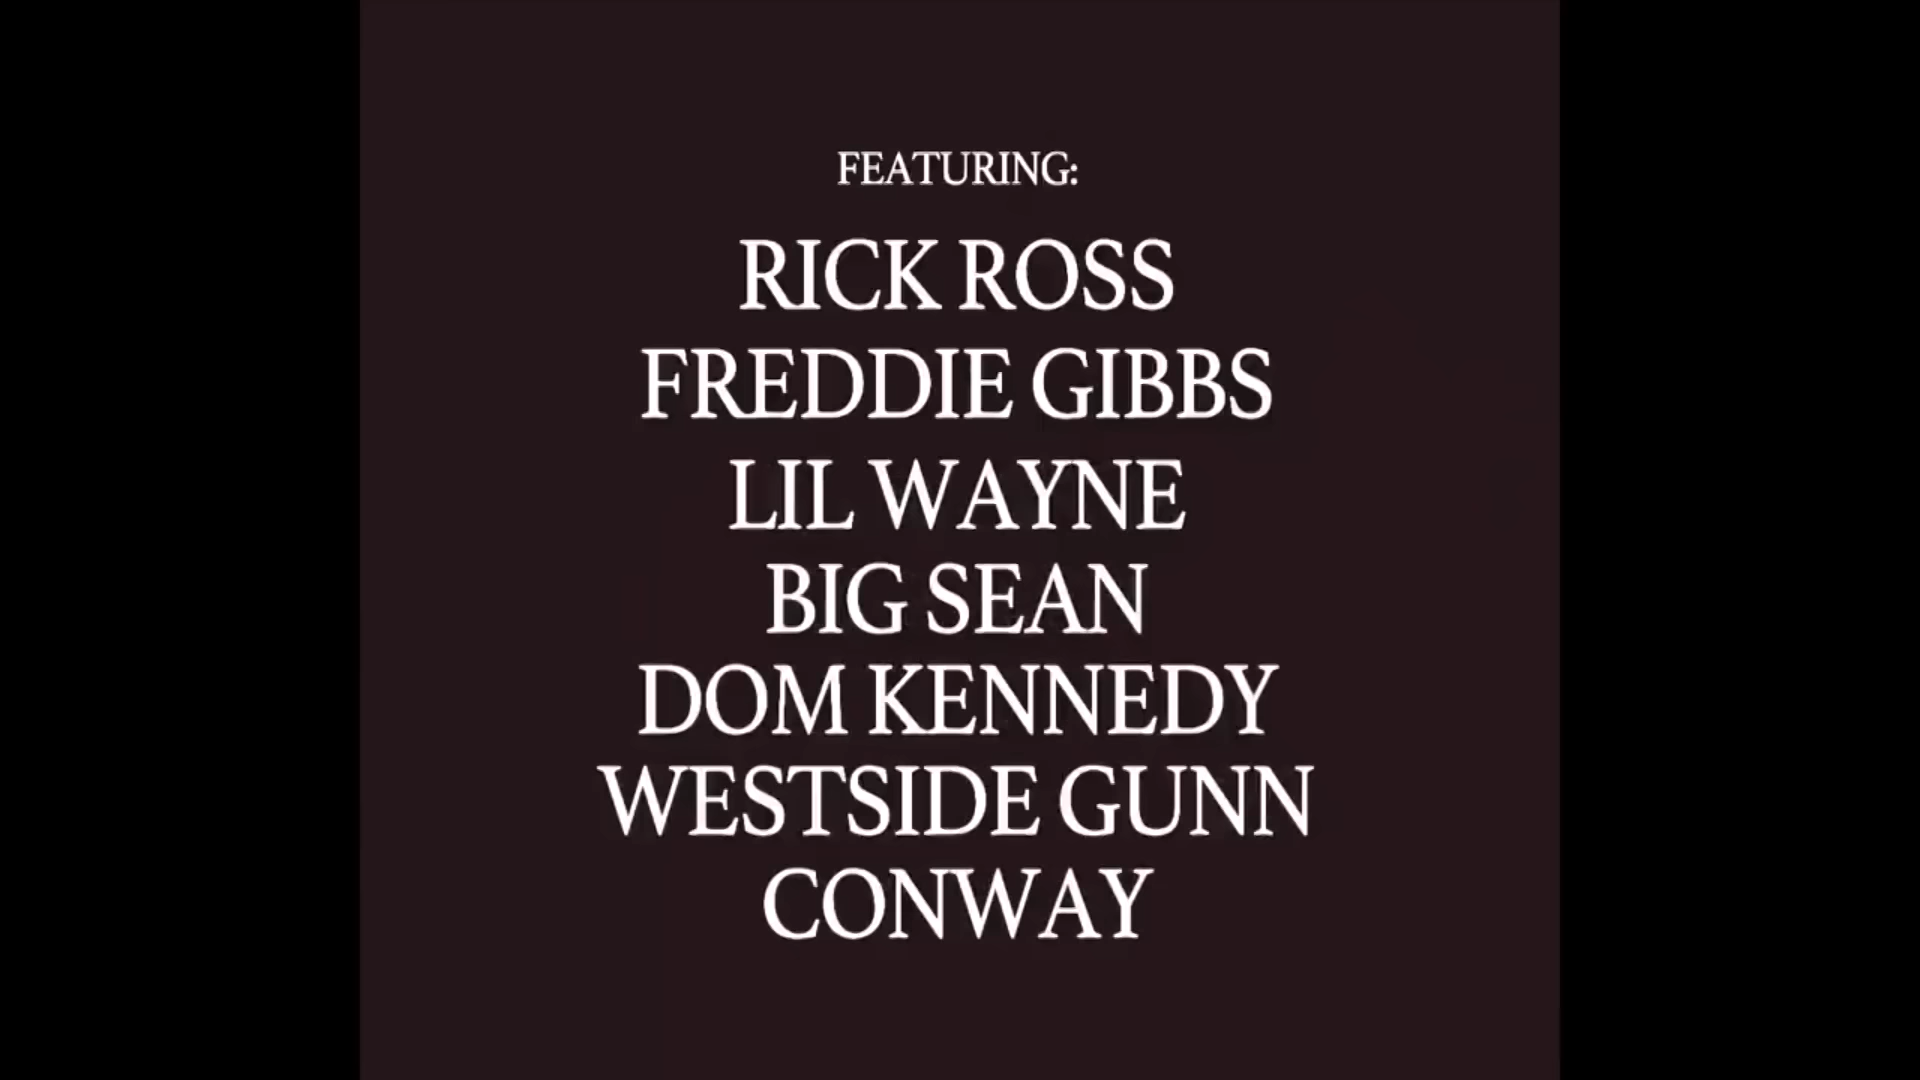 FEATURING:
RICK ROSS
FREDDIE GIBBS
LIL WAYNE
BIG SEAN
DOM KENNEDY
WESTSIDE GUNN
CONWAY